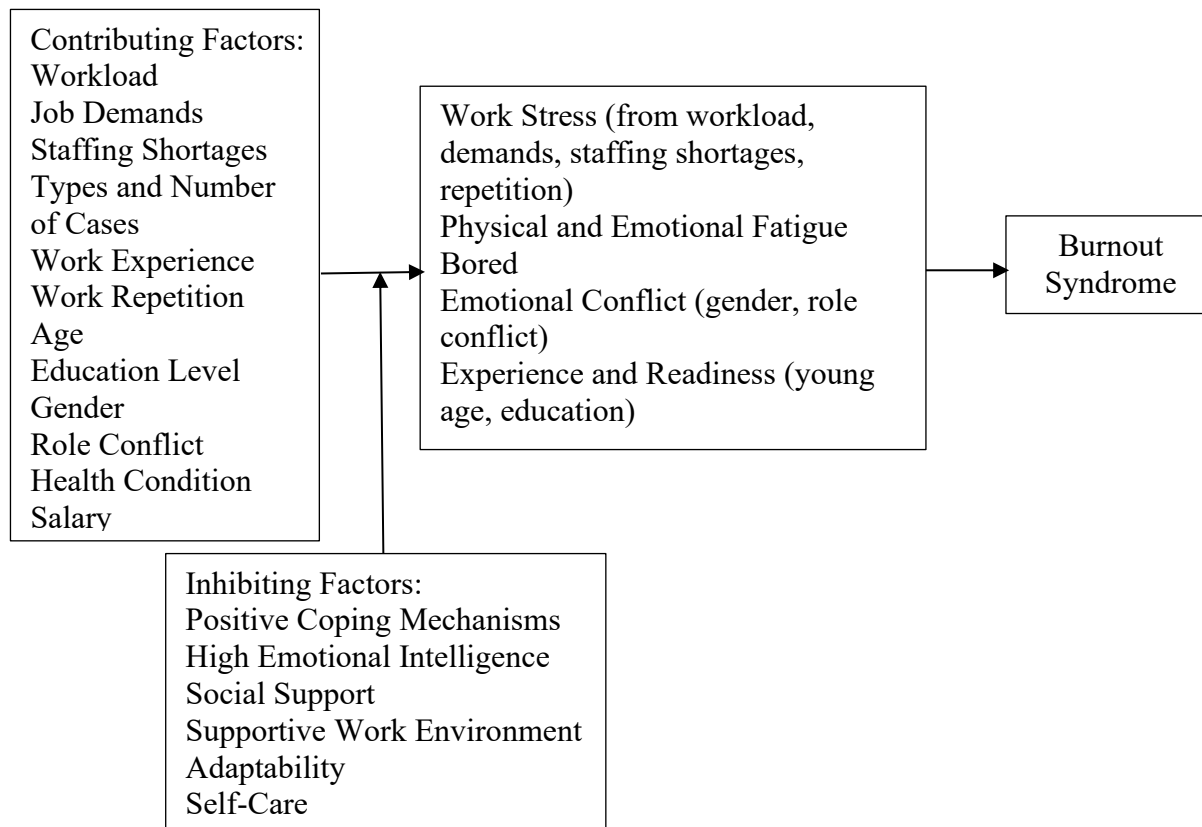 Contributing Factors:
Workload
Job Demands
Staffing Shortages
Types and Number
of Cases
Work Experience
Work Repetition
Age
Education Level
Gender
Role Conflict
Health Condition
Salary
Work Stress (from workload,
demands, staffing shortages,
repetition)
Physical and Emotional Fatigue
Bored
Emotional Conflict (gender, role
conflict)
Experience and Readiness (young
age, education)
Burnout
Syndrome
Inhibiting Factors:
Positive Coping Mechanisms
High Emotional Intelligence
Social Support
Supportive Work Environment
Adaptability
Self-Care